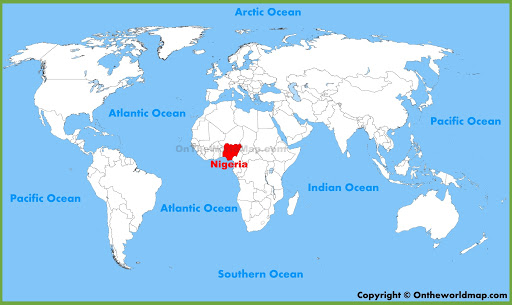 Arctic Ocean
Atlantic Ocean
Pacific Ocean
OnTheWorldMap.com
Nigeria
Indian Ocean
Pacific Ocean
Atlantic Ocean
Southern Ocean
Copyright © Ontheworldmap.com